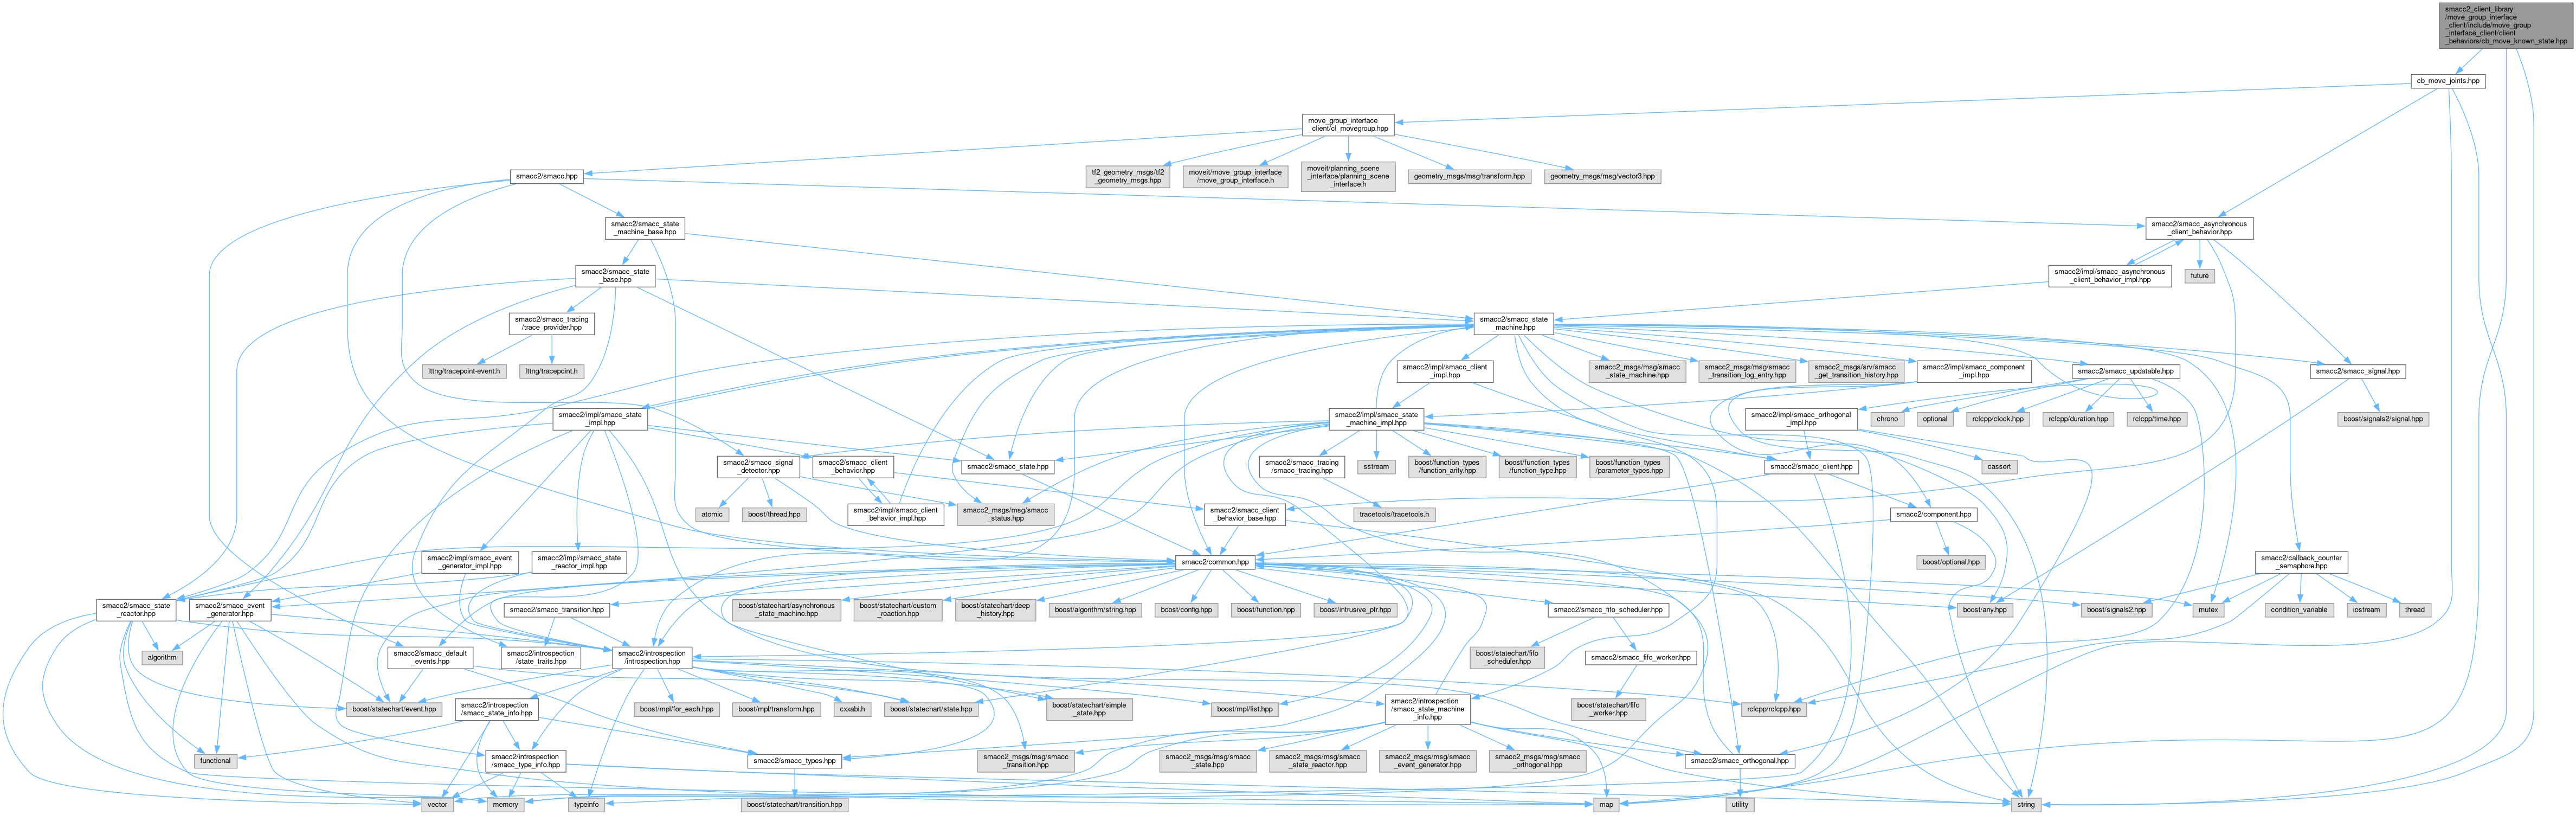 smacc2_client_library
/move_group_interface
_client/include/move_group
_interface_client/client
_behaviors/cb_move_known_state.hpp
cb_move_joints.hpp
move_group_interface
_client/cl_movegroup.hpp
smacc2/smacc.hpp
tf2_geometry_msgs/tf2
_geometry_msgs.hpp
moveit/move_group_interface
/move_group_interface.h
moveit/planning_scene
_interface/planning_scene
_interface.h
geometry_msgs/msg/transform.hpp
geometry_msgs/msg/vector3.hpp
smacc2/smacc_state
_machine_base.hpp
smacc2/smacc_asynchronous
_client_behavior.hpp
smacc2/smacc_state
_base.hpp
smacc2/impl/smacc_asynchronous
_client_behavior_impl.hpp
future
smacc2/smacc_tracing
/trace_provider.hpp
smacc2/smacc_state
_machine.hpp
lttng/tracepoint-event.h
lttng/tracepoint.h
smacc2/impl/smacc_client
_impl.hpp
smacc2_msgs/msg/smacc
_state_machine.hpp
smacc2_msgs/msg/smacc
_transition_log_entry.hpp
smacc2_msgs/srv/smacc
_get_transition_history.hpp
smacc2/impl/smacc_component
_impl.hpp
smacc2/smacc_updatable.hpp
smacc2/smacc_signal.hpp
smacc2/impl/smacc_state
_impl.hpp
smacc2/impl/smacc_state
_machine_impl.hpp
smacc2/impl/smacc_orthogonal
_impl.hpp
chrono
optional
rclcpp/clock.hpp
rclcpp/duration.hpp
rclcpp/time.hpp
boost/signals2/signal.hpp
smacc2/smacc_signal
_detector.hpp
smacc2/smacc_client
_behavior.hpp
smacc2/smacc_state.hpp
smacc2/smacc_tracing
/smacc_tracing.hpp
sstream
boost/function_types
/function_arity.hpp
boost/function_types
/function_type.hpp
boost/function_types
/parameter_types.hpp
smacc2/smacc_client.hpp
cassert
atomic
boost/thread.hpp
smacc2/impl/smacc_client
_behavior_impl.hpp
smacc2_msgs/msg/smacc
_status.hpp
smacc2/smacc_client
_behavior_base.hpp
tracetools/tracetools.h
smacc2/component.hpp
smacc2/impl/smacc_event
_generator_impl.hpp
smacc2/impl/smacc_state
_reactor_impl.hpp
smacc2/common.hpp
boost/optional.hpp
smacc2/callback_counter
_semaphore.hpp
smacc2/smacc_state
_reactor.hpp
smacc2/smacc_event
_generator.hpp
smacc2/smacc_transition.hpp
boost/statechart/asynchronous
_state_machine.hpp
boost/statechart/custom
_reaction.hpp
boost/statechart/deep
_history.hpp
boost/algorithm/string.hpp
boost/config.hpp
boost/function.hpp
boost/intrusive_ptr.hpp
smacc2/smacc_fifo_scheduler.hpp
boost/any.hpp
boost/signals2.hpp
mutex
condition_variable
iostream
thread
algorithm
smacc2/smacc_default
_events.hpp
smacc2/introspection
/state_traits.hpp
smacc2/introspection
/introspection.hpp
boost/statechart/fifo
_scheduler.hpp
smacc2/smacc_fifo_worker.hpp
boost/statechart/event.hpp
smacc2/introspection
/smacc_state_info.hpp
boost/mpl/for_each.hpp
boost/mpl/transform.hpp
cxxabi.h
boost/statechart/state.hpp
boost/statechart/simple
_state.hpp
boost/mpl/list.hpp
smacc2/introspection
/smacc_state_machine
_info.hpp
boost/statechart/fifo
_worker.hpp
rclcpp/rclcpp.hpp
functional
smacc2/introspection
/smacc_type_info.hpp
smacc2/smacc_types.hpp
smacc2_msgs/msg/smacc
_transition.hpp
smacc2_msgs/msg/smacc
_state.hpp
smacc2_msgs/msg/smacc
_state_reactor.hpp
smacc2_msgs/msg/smacc
_event_generator.hpp
smacc2_msgs/msg/smacc
_orthogonal.hpp
smacc2/smacc_orthogonal.hpp
vector
memory
typeinfo
boost/statechart/transition.hpp
map
utility
string